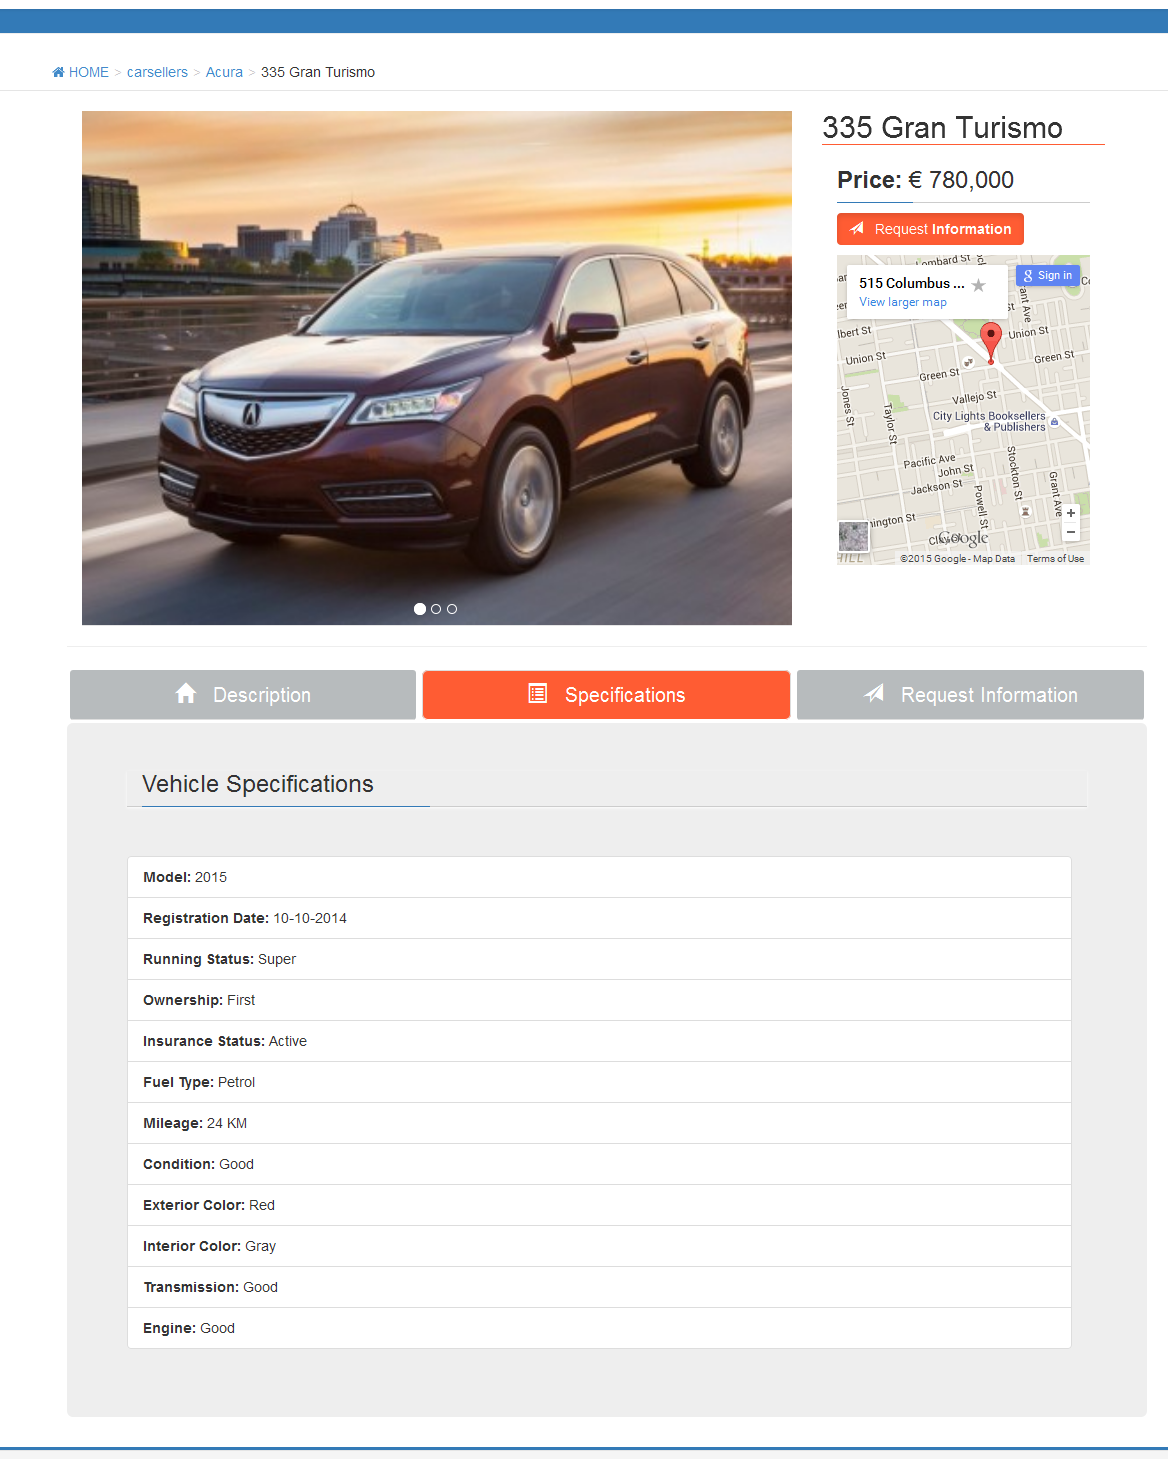 HOME > carsellers > Acura > 335 Gran Turismo
335 Gran Turismo
Price: € 780,000
Request Information
Lombard St
515 Columbus ...
View larger map
Sign in
Grant Ave
Union St
Union St
Green St
Green St
Vallejo St
Jones St
Taylor St
City Lights Booksellers
& Publishers
Pacific Ave
John St
Jackson St
Stockton St
Powell St
Grant Ave
Google
©2015 Google - Map Data
Terms of Use
Description
Specifications
Request Information
Vehicle Specifications
Model: 2015
Registration Date: 10-10-2014
Running Status: Super
Ownership: First
Insurance Status: Active
Fuel Type: Petrol
Mileage: 24 KM
Condition: Good
Exterior Color: Red
Interior Color: Gray
Transmission: Good
Engine: Good